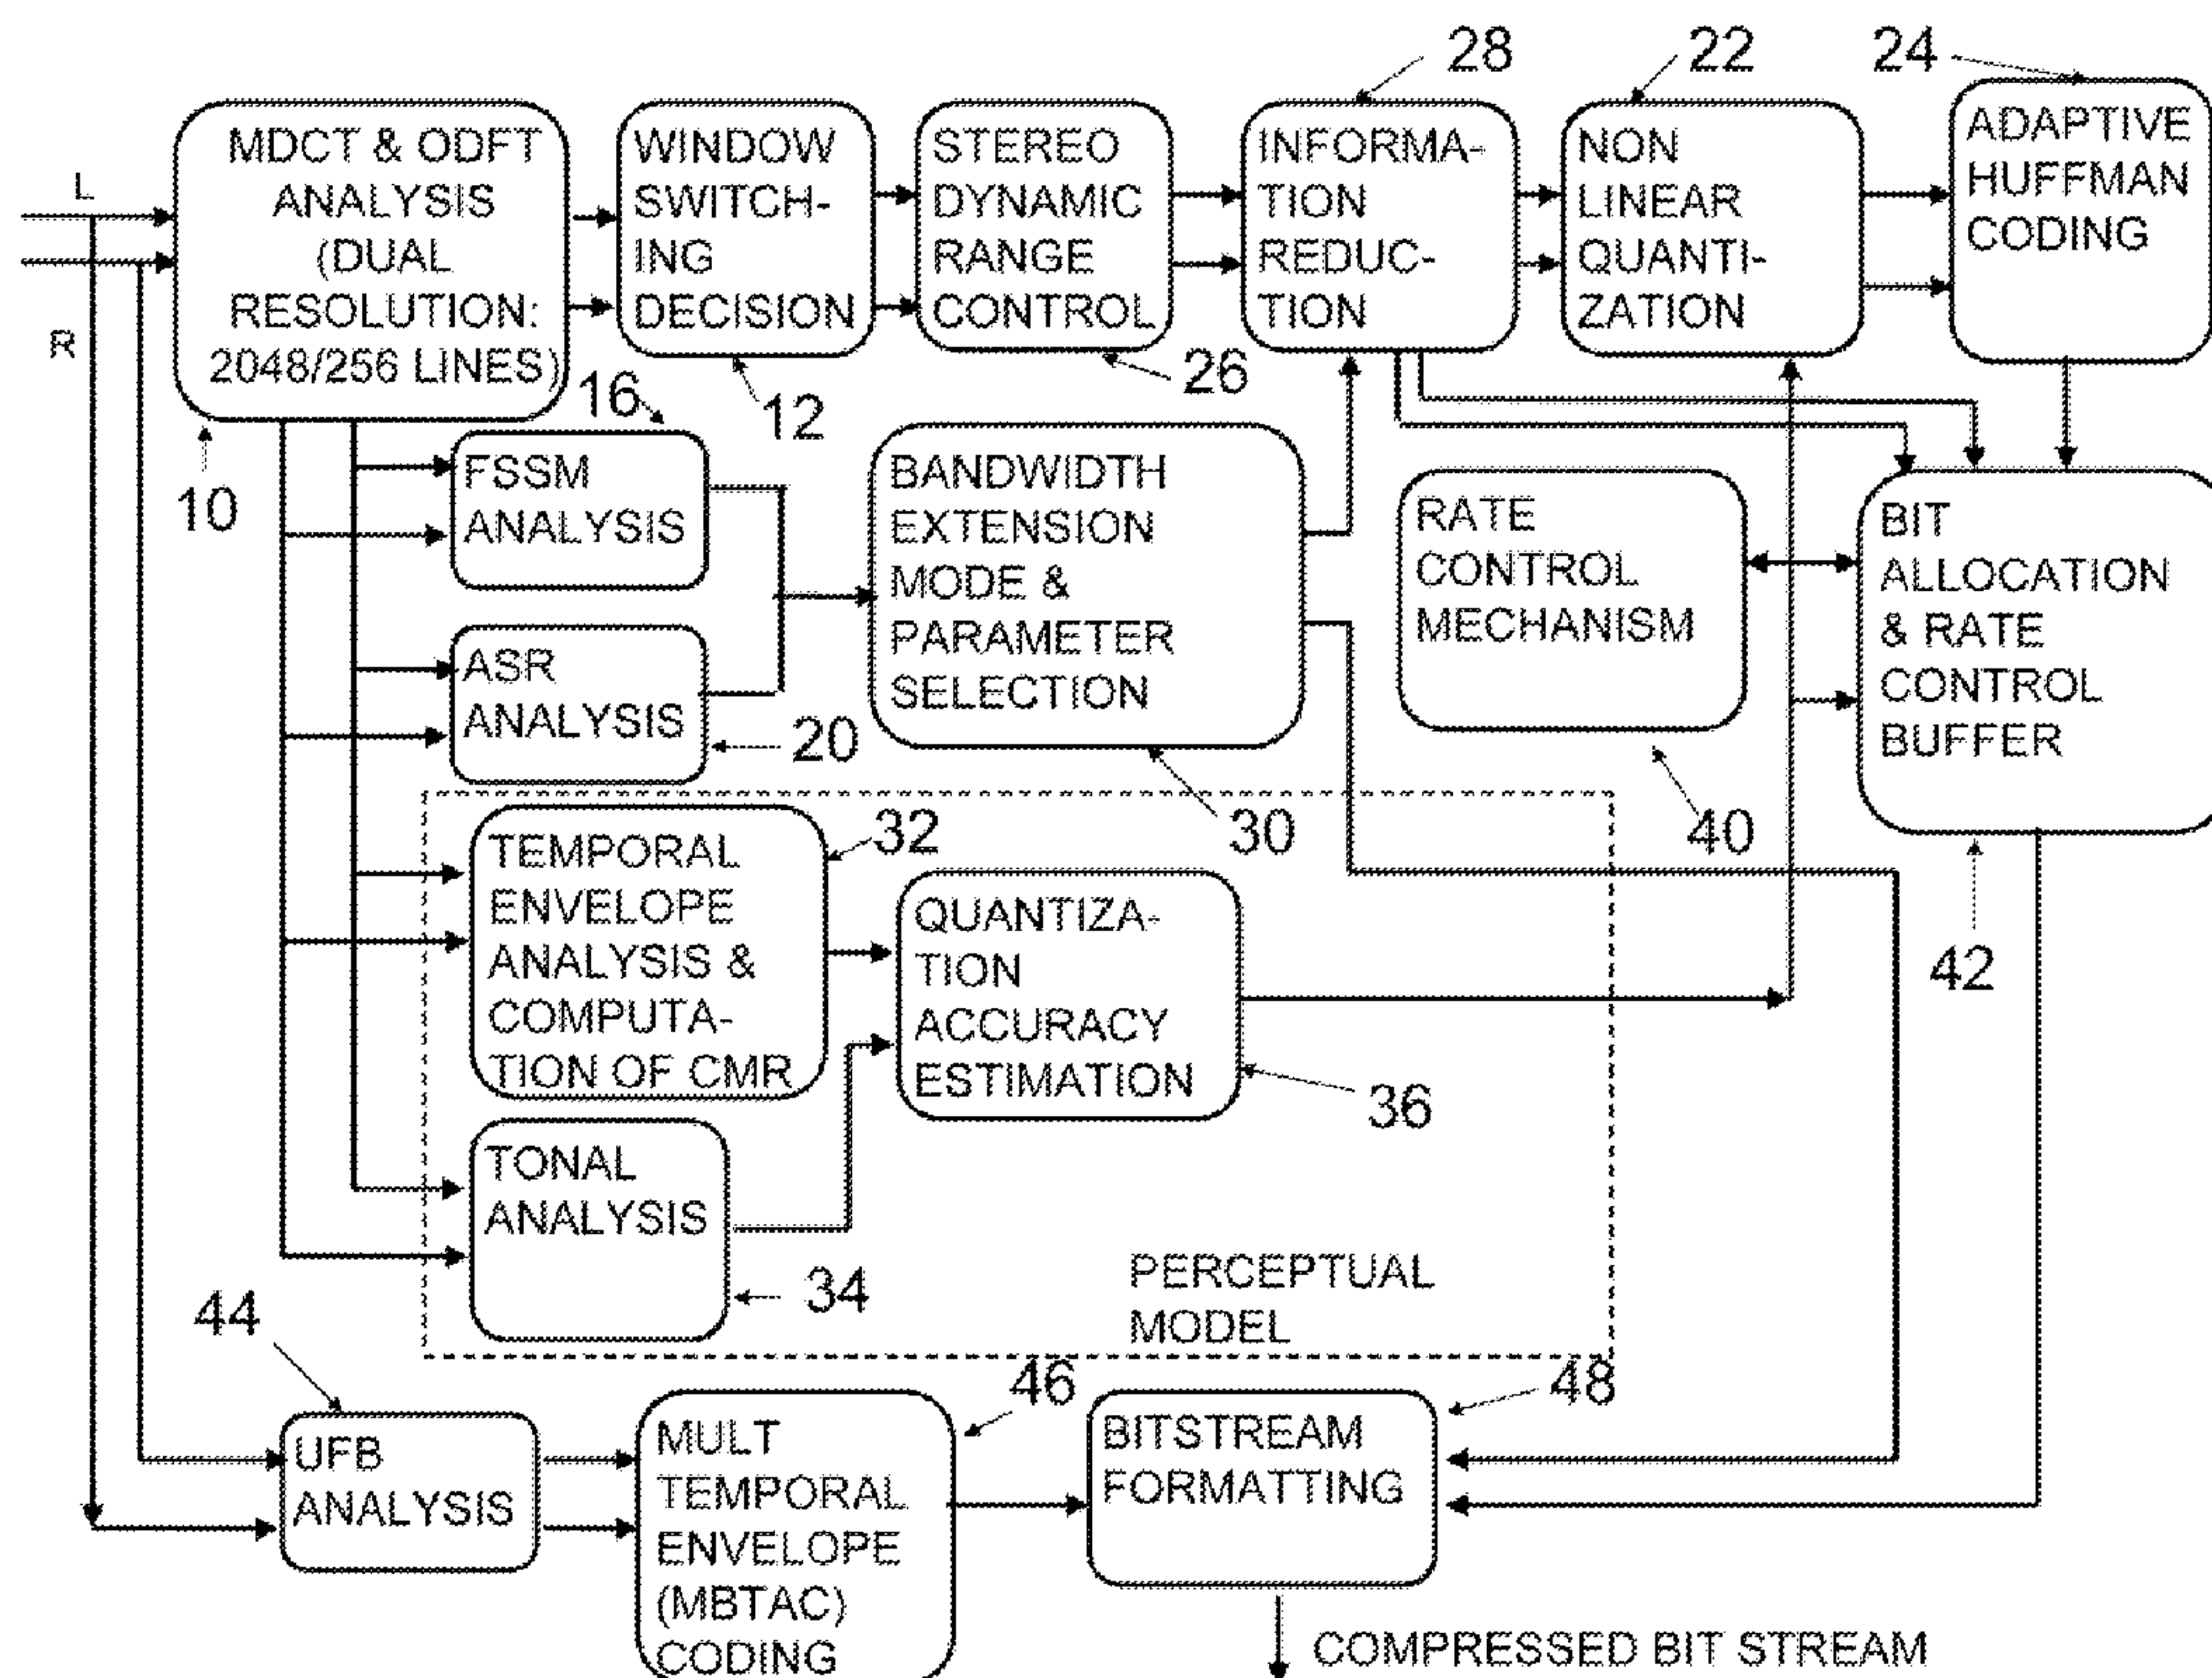 28
22
24
L
R
MDCT & ODFT
ANALYSIS
(DUAL
RESOLUTION:
2048/256 LINES)
10
WINDOW
SWITCH-
ING
DECISION
12
STEREO
DYNAMIC
RANGE
CONTROL
26
INFORMA-
TION
REDUC-
TION
NON
LINEAR
QUANTI-
ZATION
ADAPTIVE
HUFFMAN
CODING
16
FSSM
ANALYSIS
ASR
ANALYSIS
20
BANDWIDTH
EXTENSION
MODE &
PARAMETER
SELECTION
30
RATE
CONTROL
MECHANISM
40
BIT
ALLOCATION
& RATE
CONTROL
BUFFER
42
TEMPORAL
ENVELOPE
ANALYSIS &
COMPUTA-
TION OF CMR
32
QUANTIZA-
TION
ACCURACY
ESTIMATION
36
TONAL
ANALYSIS
34
PERCEPTUAL
MODEL
44
UFB
ANALYSIS
46
MULT
TEMPORAL
ENVELOPE
(MBTAC)
CODING
48
BITSTREAM
FORMATTING
COMPRESSED BIT STREAM